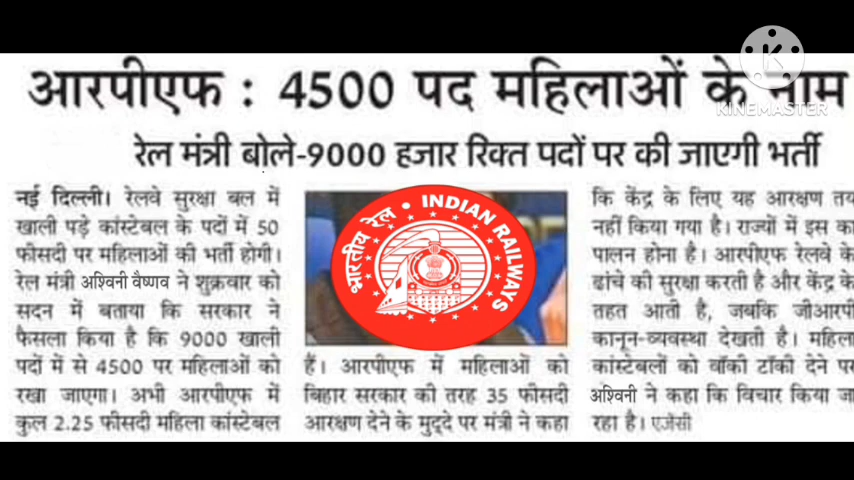 KINEMASTER
आरपीएफ : 4500 पद महिलाओं के नाम
रेल मंत्री बोले-9000 हजार रिक्त पदों पर की जाएगी भर्ती
नई दिल्ली। रेलवे सुरक्षा बल में
खाली पड़े कांस्टेबल के पदों में 50
फीसदी पर महिलाओं की भर्ती होगी।
रेल मंत्री अश्विनी वैष्णव ने शुक्रवार को
सदन में बताया कि सरकार ने
फैसला किया है कि 9000 खाली
पदों में से 4500 पर महिलाओं को
रखा जाएगा। अभी आरपीएफ में
कुल 2.25 फीसदी महिला कांस्टेबल
भारतीय रेल • INDIAN RAILWAYS
हैं। आरपीएफ में महिलाओं को
बिहार सरकार की तरह 35 फीसदी
आरक्षण देने के मुद्दे पर मंत्री ने कहा
कि केंद्र के लिए यह आरक्षण तय
नहीं किया गया है। राज्यों में इस का
पालन होना है। आरपीएफ रेलवे के
ढांचे की सुरक्षा करती है और केंद्र के
तहत आती है, जबकि जीआरपी
कानून-व्यवस्था देखती है। महिला
कांस्टेबलों को वॉकी टॉकी देने पर
अश्विनी ने कहा कि विचार किया जा
रहा है। एजेंसी